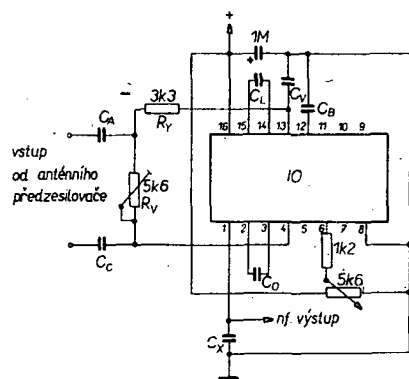 +
1M
+
3k3
C_L
C_V
C_B
C_A
R_Y
16 15 14 13 12 11 10 9
vstup
od anténního
předzesilovače
5k6
R_V
IO
1 2 3 4 5 6 7 8
C_C
C_O
1k2
5k6
nf. výstup
C_X